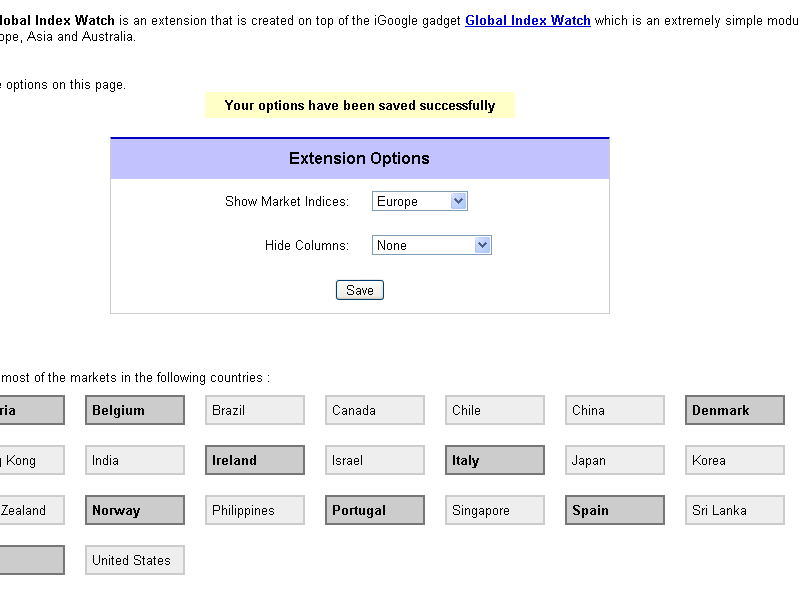 lobal Index Watch is an extension that is created on top of the iGoogle gadget Global Index Watch which is an extremely simple modu
ope, Asia and Australia.
e options on this page.
Your options have been saved successfully
Extension Options
Show Market Indices: Europe
Hide Columns: None
Save
most of the markets in the following countries :
ria Belgium Brazil Canada Chile China Denmark
g Kong India Ireland Israel Italy Japan Korea
Zealand Norway Philippines Portugal Singapore Spain Sri Lanka
United States